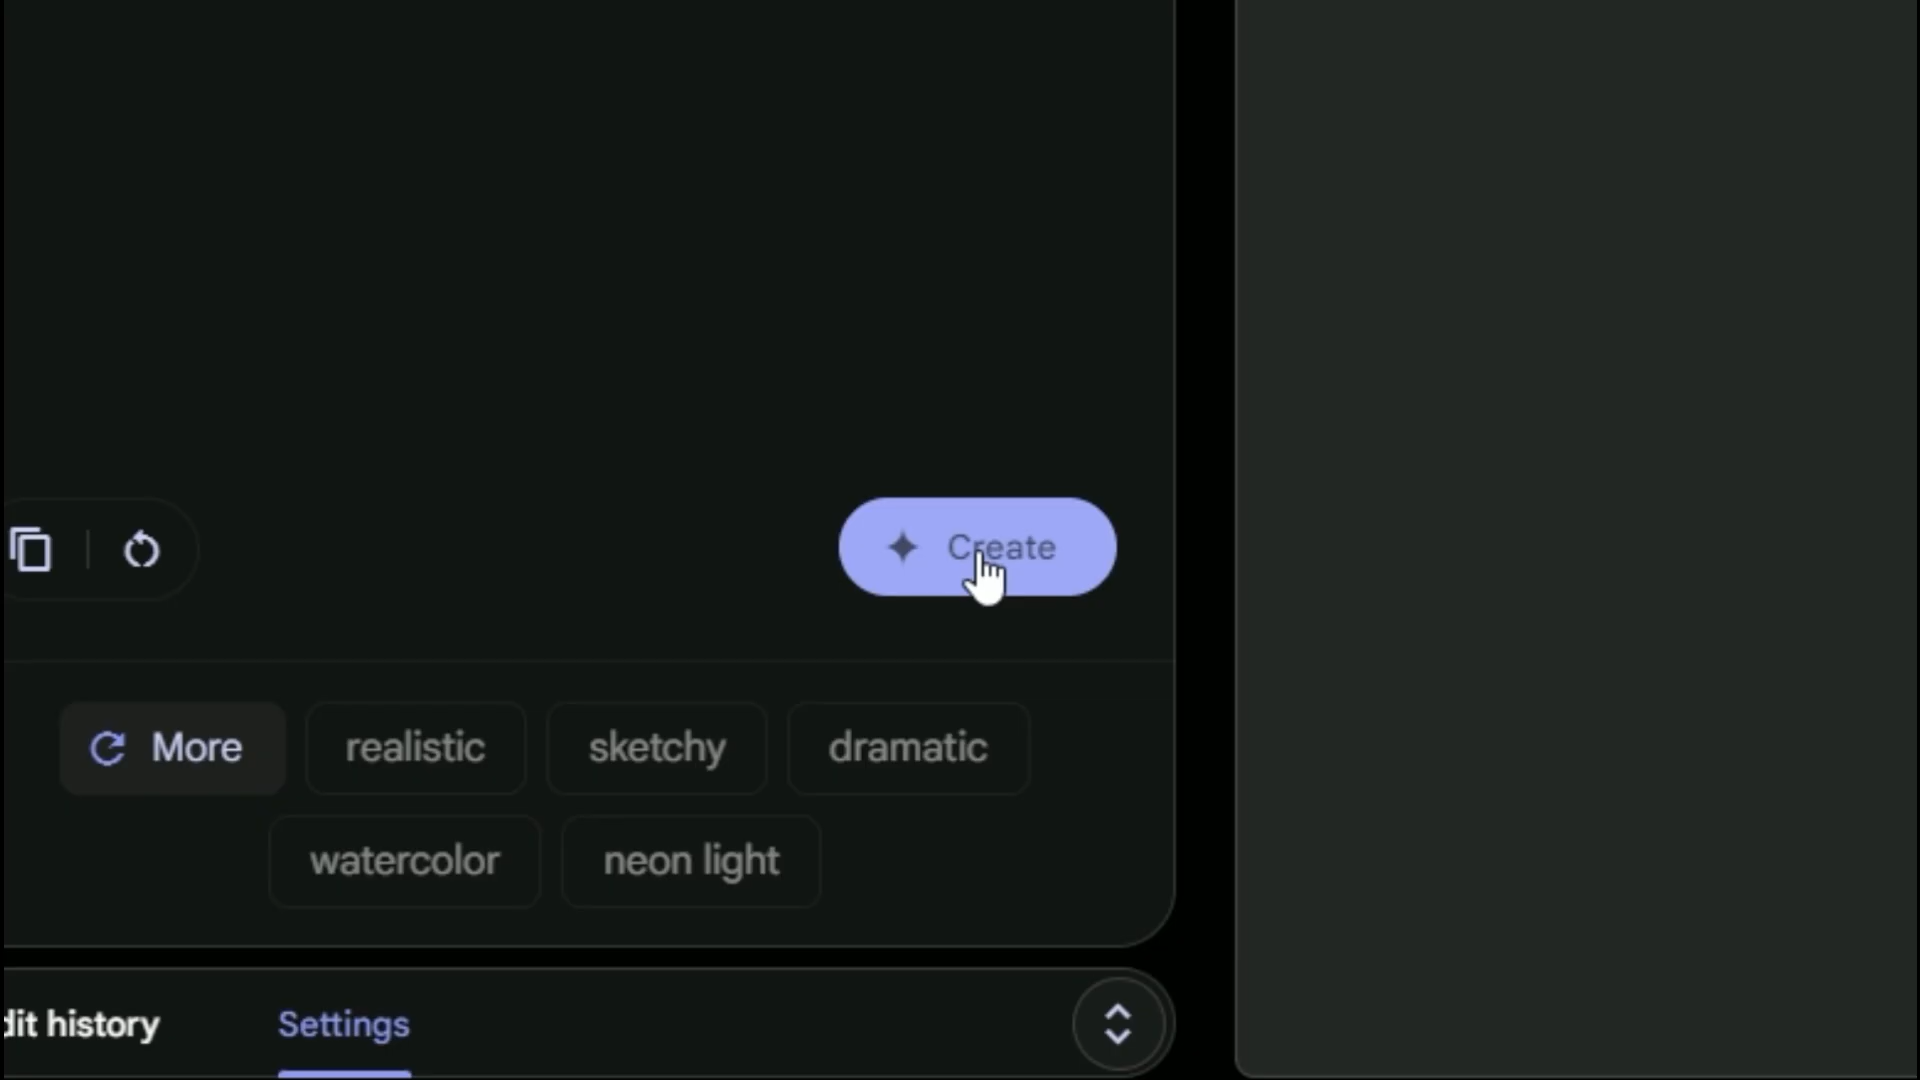 Create
More realistic sketchy dramatic
watercolor neon light
dit history Settings